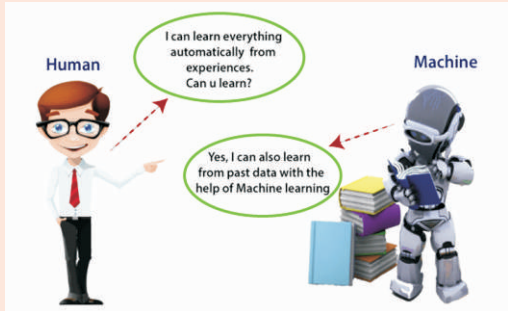 Human
I can learn everything
automatically from
experiences.
Can u learn?
Machine
Yes, I can also learn
from past data with the
help of Machine learning